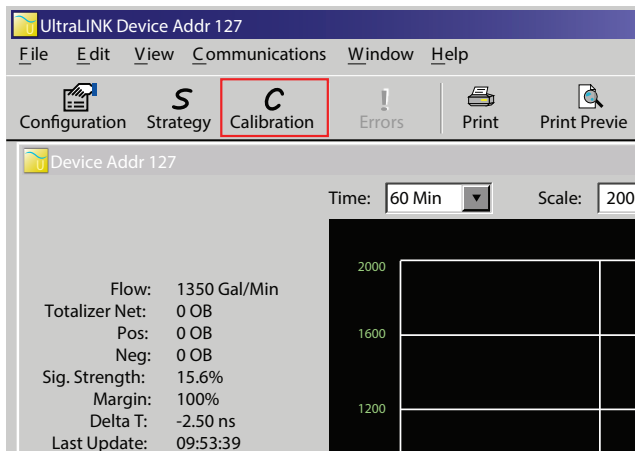 UltraLINK Device Addr 127
File Edit View Communications Window Help
S C !
Configuration Strategy Calibration Errors Print Print Previe
Device Addr 127
Time: 60 Min Scale: 200
2000
Flow: 1350 Gal/Min
Totalizer Net: 0 OB
Pos: 0 OB
1600
Neg: 0 OB
Sig. Strength: 15.6%
Margin: 100%
1200
Delta T: -2.50 ns
Last Update: 09:53:39